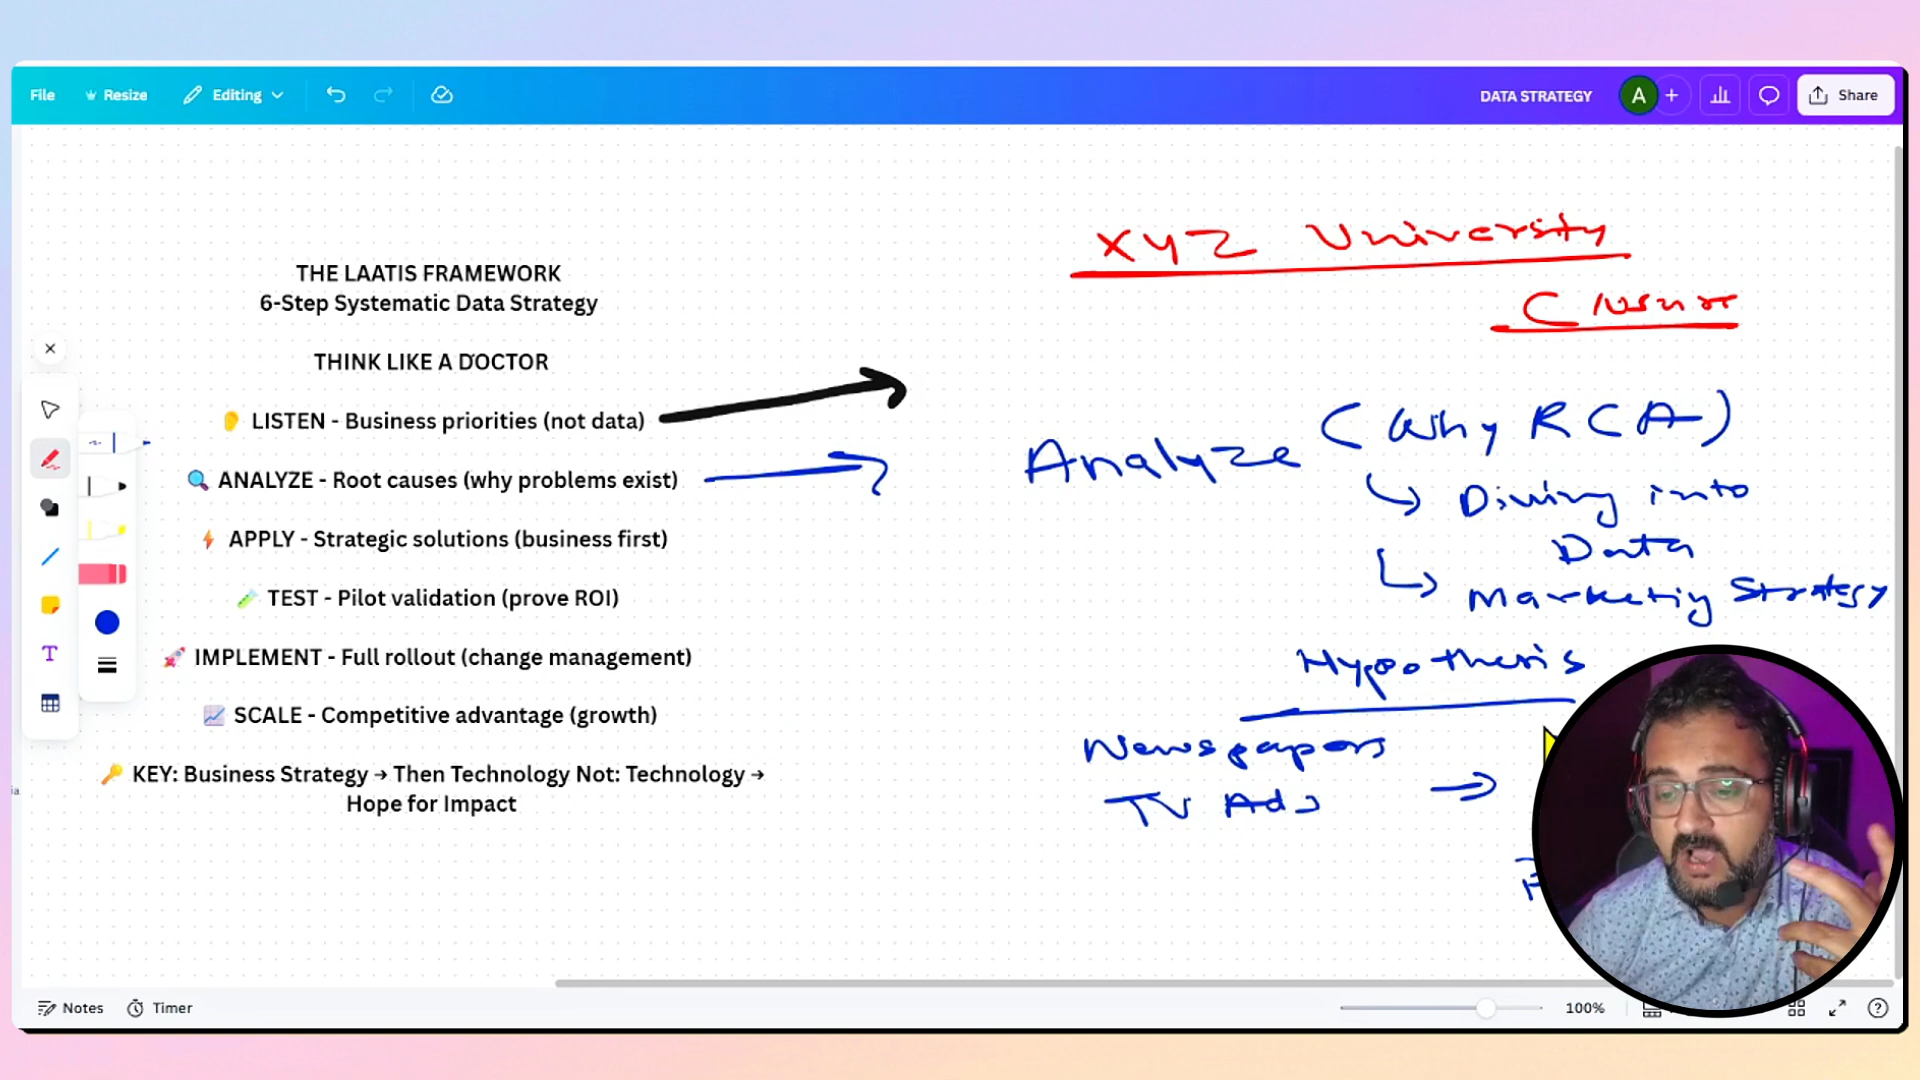 File Resize Editing DATA STRATEGY A + Share
THE LAATIS FRAMEWORK
6-Step Systematic Data Strategy
THINK LIKE A DOCTOR
👂 LISTEN - Business priorities (not data)
🔍 ANALYZE - Root causes (why problems exist)
⚡ APPLY - Strategic solutions (business first)
🧪 TEST - Pilot validation (prove ROI)
🚀 IMPLEMENT - Full rollout (change management)
📈 SCALE - Competitive advantage (growth)
🔑 KEY: Business Strategy → Then Technology Not: Technology →
Hope for Impact
XYZ University
Closure
Analyze (Why RCA)
↳ Diving into
Data
↳ Marketing Strategy
Hypothesis
Newspapers
TV Ads →
Notes Timer 100%